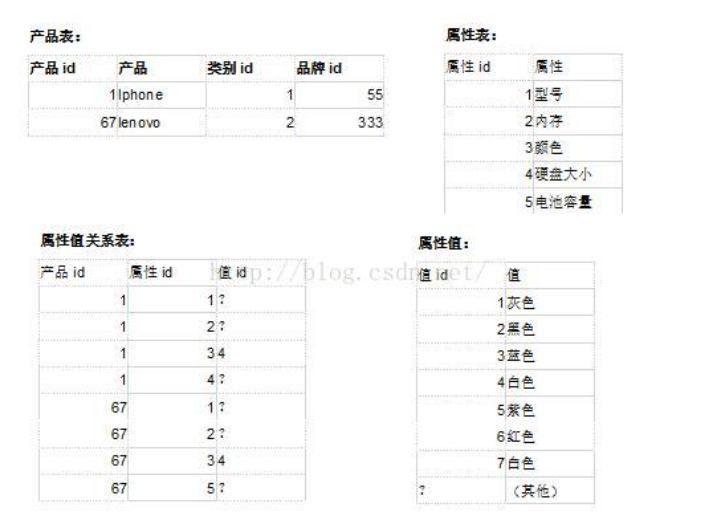 产品表：
产品 id 产品 类别 id 品牌 id
1 Iphone 1 55
67 lenovo 2 333
属性表：
属性 id 属性
1 型号
2 内存
3 颜色
4 硬盘大小
5 电池容量
属性值关系表：
产品 id 属性 id 值 id
1 1 ?
1 2 ?
1 3 4
1 4 ?
67 1 ?
67 2 ?
67 3 4
67 5 ?
属性值：
值 id 值
1 灰色
2 黑色
3 蓝色
4 白色
5 紫色
6 红色
7 白色
? （其他）
http://blog.csdn.net/